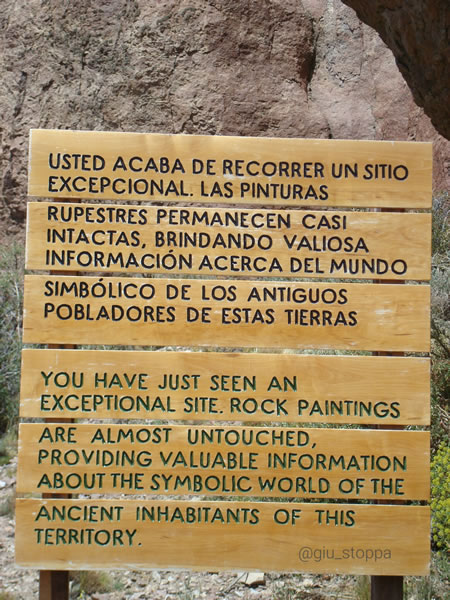 USTED ACABA DE RECORRER UN SITIO
EXCEPCIONAL. LAS PINTURAS
RUPESTRES PERMANECEN CASI
INTACTAS, BRINDANDO VALIOSA
INFORMACIÓN ACERCA DEL MUNDO
SIMBÓLICO DE LOS ANTIGUOS
POBLADORES DE ESTAS TIERRAS
YOU HAVE JUST SEEN AN
EXCEPTIONAL SITE. ROCK PAINTINGS
ARE ALMOST UNTOUCHED,
PROVIDING VALUABLE INFORMATION
ABOUT THE SYMBOLIC WORLD OF THE
ANCIENT INHABITANTS OF THIS
TERRITORY.
@giu_stoppa